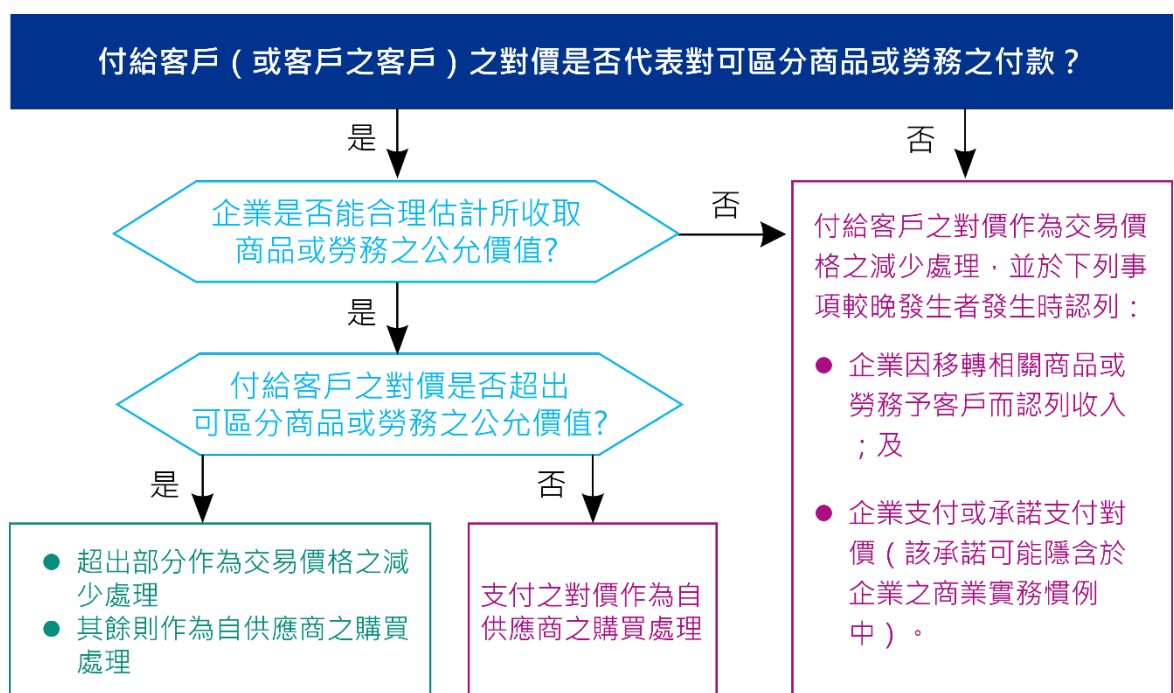 付給客戶（或客戶之客戶）之對價是否代表對可區分商品或勞務之付款？
是
否
企業是否能合理估計所收取
商品或勞務之公允價值?
否
是
付給客戶之對價是否超出
可區分商品或勞務之公允價值?
是
否
● 超出部分作為交易價格之減
少處理
● 其餘則作為自供應商之購買
處理
支付之對價作為自
供應商之購買處理
付給客戶之對價作為交易價
格之減少處理，並於下列事
項較晚發生者發生時認列：
● 企業因移轉相關商品或
勞務予客戶而認列收入
；及
● 企業支付或承諾支付對
價（該承諾可能隱含於
企業之商業實務慣例
中）。